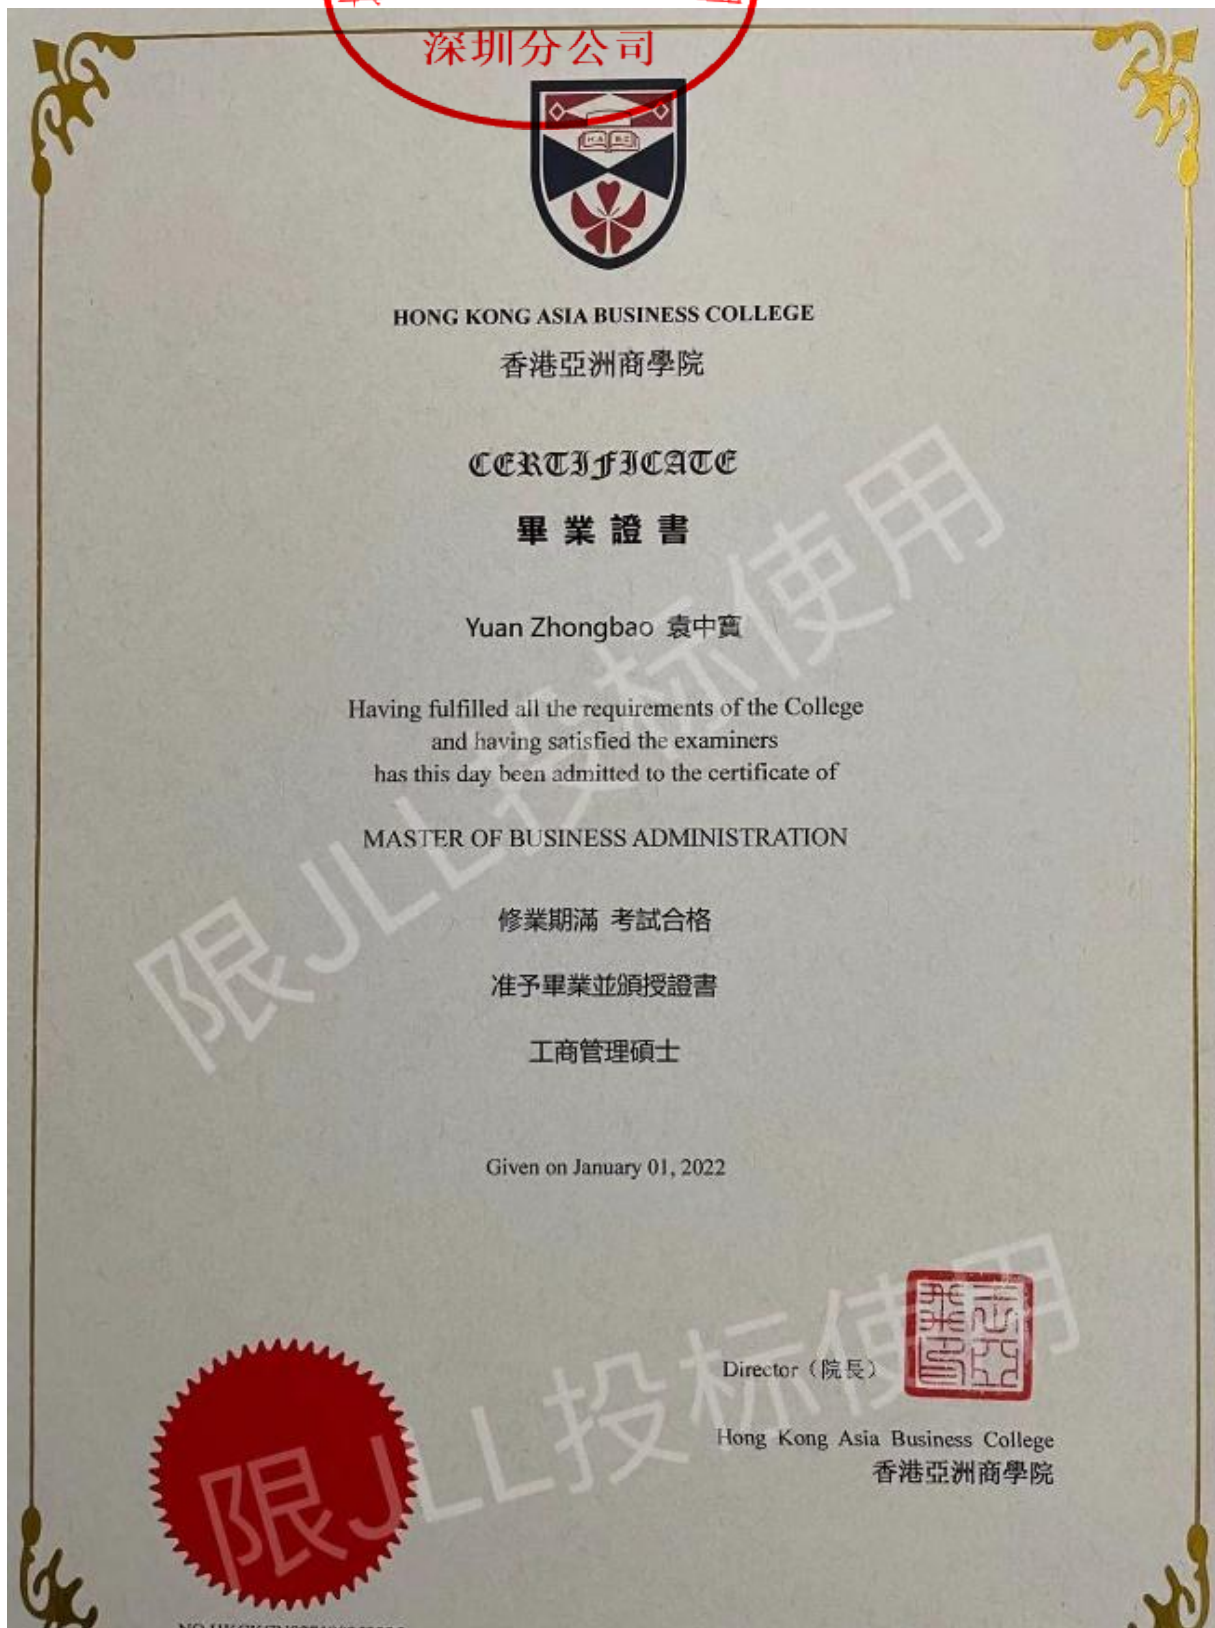 深圳分公司
HONG KONG ASIA BUSINESS COLLEGE
香港亞洲商學院
CERTIFICATE
畢業證書
Yuan Zhongbao 袁中寶
Having fulfilled all the requirements of the College
and having satisfied the examiners
has this day been admitted to the certificate of
MASTER OF BUSINESS ADMINISTRATION
修業期滿 考試合格
准予畢業並頒授證書
工商管理碩士
Given on January 01, 2022
Director（院長）
Hong Kong Asia Business College
香港亞洲商學院
限JLL投标使用
限JLL投标使用